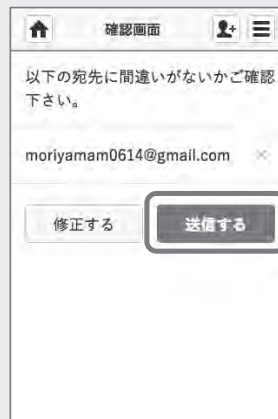 確認画面
以下の宛先に間違いがないかご確認
下さい。
moriyamam0614@gmail.com ×
修正する 送信する